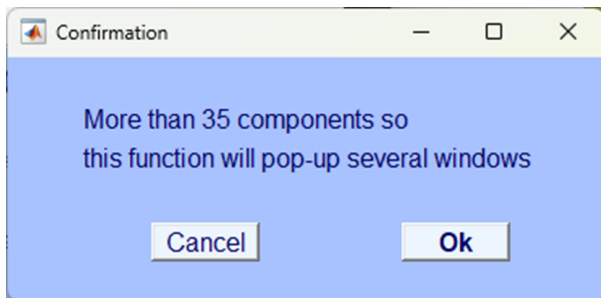 Confirmation
More than 35 components so
this function will pop-up several windows
Cancel Ok